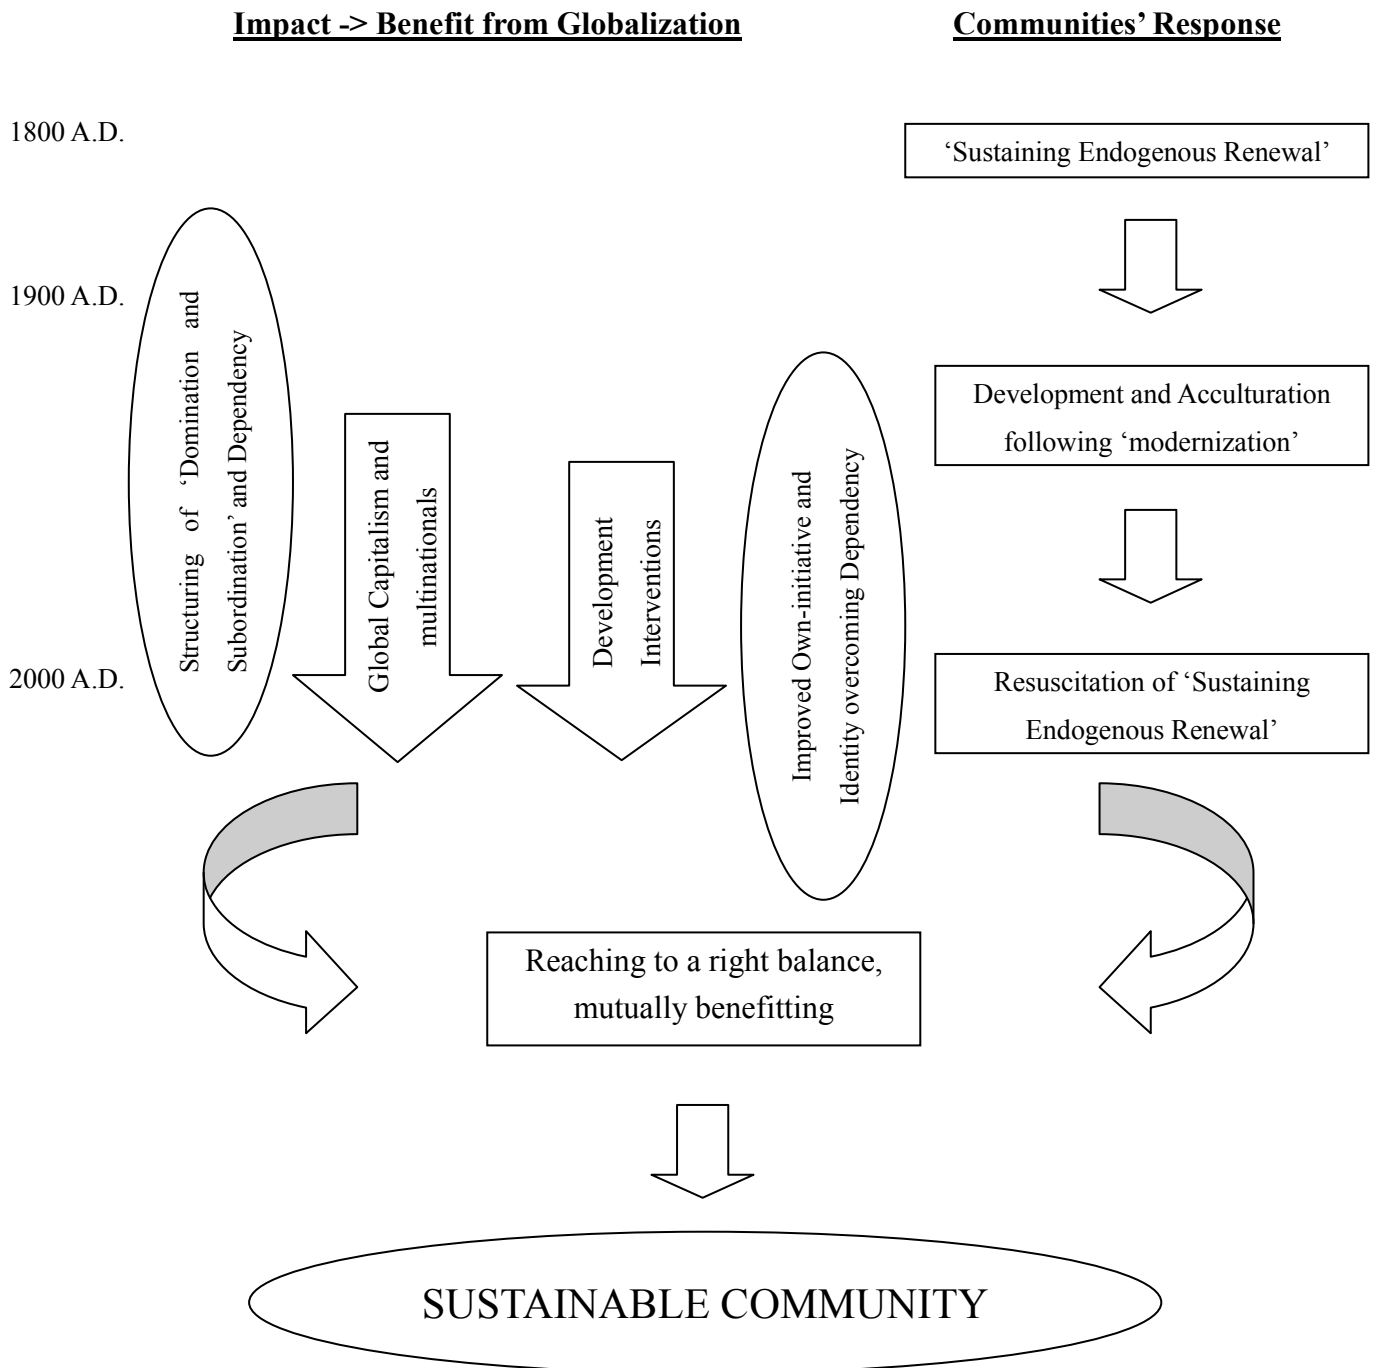 Impact -> Benefit from Globalization
Communities’ Response
1800 A.D.
‘Sustaining Endogenous Renewal’
1900 A.D.
Structuring of ‘Domination and
Subordination’ and Dependency
Global Capitalism and
multinationals
Development
Interventions
Improved Own-initiative and
Identity overcoming Dependency
Development and Acculturation
following ‘modernization’
2000 A.D.
Resuscitation of ‘Sustaining
Endogenous Renewal’
Reaching to a right balance,
mutually benefitting
SUSTAINABLE COMMUNITY